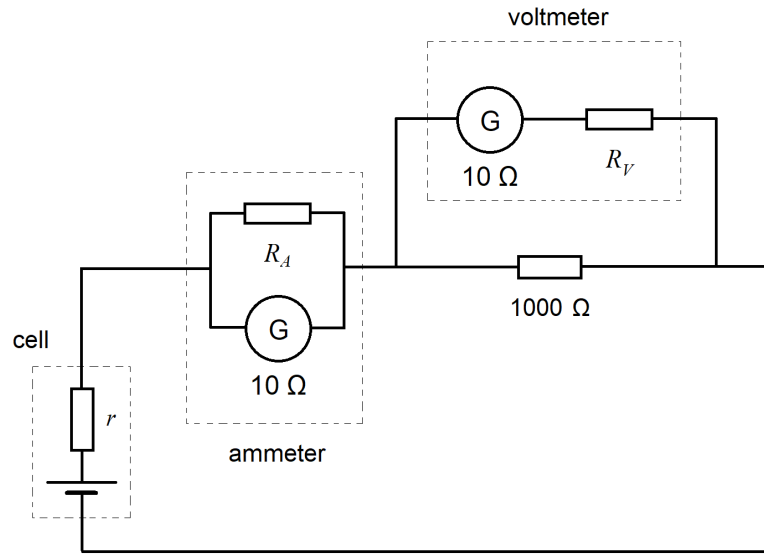 voltmeter
G
10 Ω
R_V
R_A
1000 Ω
G
cell
10 Ω
r
ammeter